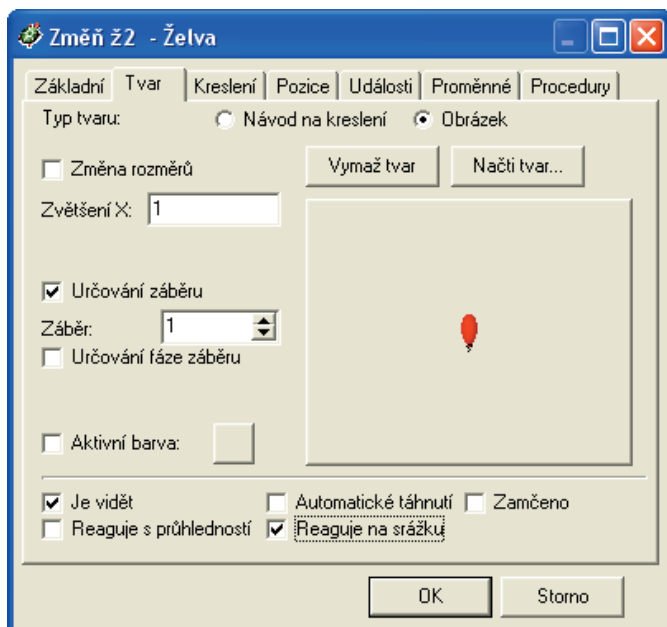 Změň ž2 - Želva
Základní Tvar Kreslení Pozice Události Proměnné Procedury
Typ tvaru: Návod na kreslení Obrázek
Změna rozměrů Vymaž tvar Načti tvar...
Zvětšení X: 1
Určování záběru
Záběr: 1
Určování fáze záběru
Aktivní barva:
Je vidět Automatické táhnutí Zamčeno
Reaguje s průhledností Reaguje na srážku
OK Storno